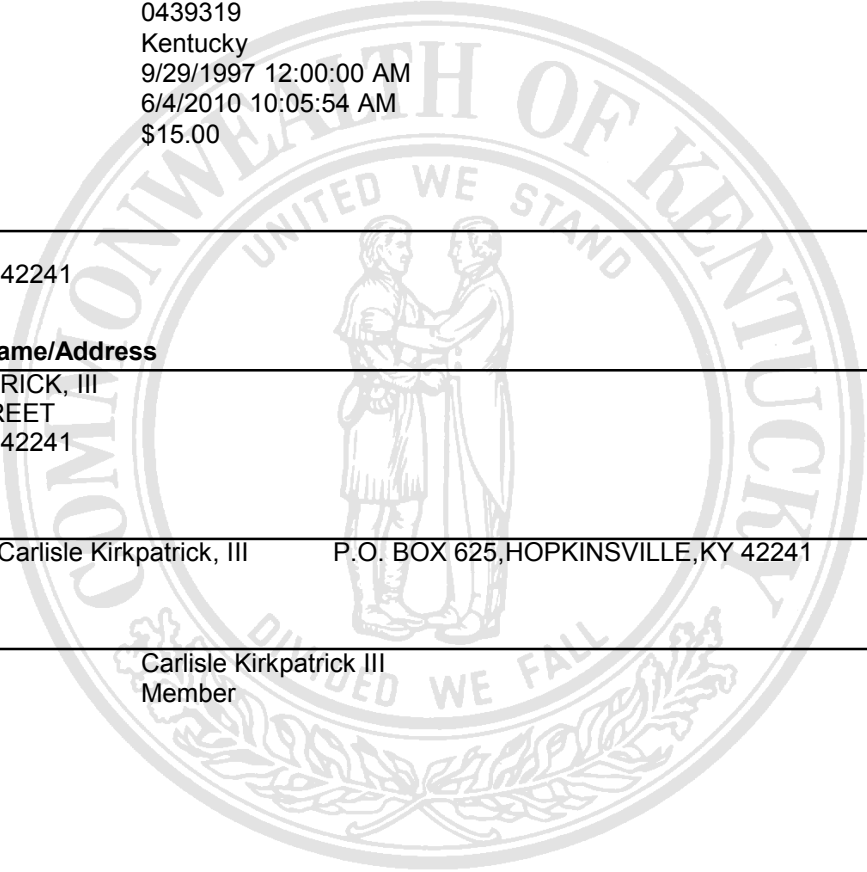 0439319
Kentucky
9/29/1997 12:00:00 AM
6/4/2010 10:05:54 AM
$15.00
COMMONWEALTH OF KENTUCKY
UNITED WE STAND
42241
ame/Address
RICK, III
REET
42241
Carlisle Kirkpatrick, III P.O. BOX 625,HOPKINSVILLE,KY 42241
DIVIDED WE FALL
Carlisle Kirkpatrick III
Member